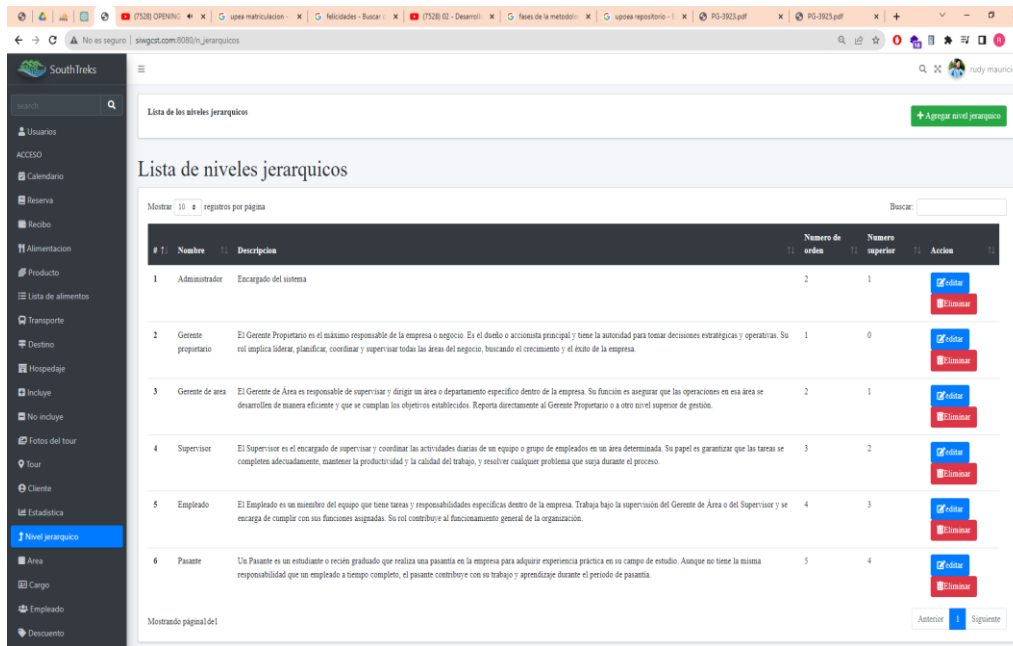 (7528) OPENING
upea matriculacion -
felicidades - Buscar c
(7528) 02 - Desarroll
fases de la metodolo
upoea repositorio - B
PG-3923.pdf
PG-3925.pdf
No es seguro | siwgcst.com:8080/n_jerarquicos
SouthTreks
rudy maurici
search
Usuarios
ACCESO
Calendario
Reserva
Recibo
Alimentacion
Producto
Lista de alimentos
Transporte
Destino
Hospedaje
Incluye
No incluye
Fotos del tour
Tour
Cliente
Estadistica
Nivel jerarquico
Area
Cargo
Empleado
Descuento
Lista de los niveles jerarquicos
Agregar nivel jerarquico
Lista de niveles jerarquicos
Mostrar 10 registros por página
Buscar:
# Nombre Descripcion Numero de orden Numero superior Accion
1 Administrador Encargado del sistema 2 1
editar
Eliminar
2 Gerente propietario El Gerente Propietario es el máximo responsable de la empresa o negocio. Es el dueño o accionista principal y tiene la autoridad para tomar decisiones estratégicas y operativas. Su 1 0
rol implica liderar, planificar, coordinar y supervisar todas las áreas del negocio, buscando el crecimiento y el éxito de la empresa.
editar
Eliminar
3 Gerente de area El Gerente de Área es responsable de supervisar y dirigir un área o departamento específico dentro de la empresa. Su función es asegurar que las operaciones en esa área se 2 1
desarrollen de manera eficiente y que se cumplan los objetivos establecidos. Reporta directamente al Gerente Propietario o a otro nivel superior de gestión.
editar
Eliminar
4 Supervisor El Supervisor es el encargado de supervisar y coordinar las actividades diarias de un equipo o grupo de empleados en un área determinada. Su papel es garantizar que las tareas se 3 2
completen adecuadamente, mantener la productividad y la calidad del trabajo, y resolver cualquier problema que surja durante el proceso.
editar
Eliminar
5 Empleado El Empleado es un miembro del equipo que tiene tareas y responsabilidades específicas dentro de la empresa. Trabaja bajo la supervisión del Gerente de Área o del Supervisor y se 4 3
encarga de cumplir con sus funciones asignadas. Su rol contribuye al funcionamiento general de la organización.
editar
Eliminar
6 Pasante Un Pasante es un estudiante o recién graduado que realiza una pasantía en la empresa para adquirir experiencia práctica en su campo de estudio. Aunque no tiene la misma 5 4
responsabilidad que un empleado a tiempo completo, el pasante contribuye con su trabajo y aprendizaje durante el periodo de pasantía.
editar
Eliminar
Mostrando página1de1
Anterior 1 Siguiente